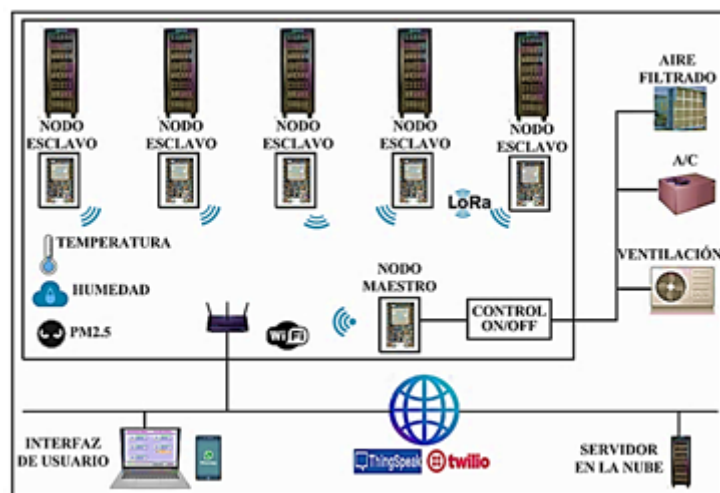 NODO
ESCLAVO
NODO
ESCLAVO
NODO
ESCLAVO
NODO
ESCLAVO
NODO
ESCLAVO
AIRE
FILTRADO
LoRa
A/C
TEMPERATURA
HUMEDAD
PM2.5
WiFi
NODO
MAESTRO
CONTROL
ON/OFF
VENTILACIÓN
INTERFAZ
DE USUARIO
ThingSpeak
twilio
SERVIDOR
EN LA NUBE